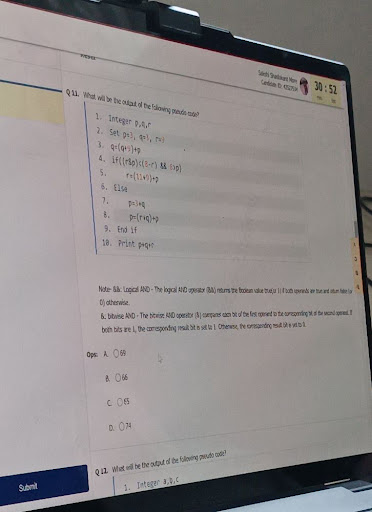 30 : 52
Q 11. What will be the output of the following pseudo code?
1. Integer p,q,r
2. Set p=3, q=1, r=
3. q=(q+9)+p
4. if((r&p)<(5-r) && r>p)
5. r=(11+9)+p
6. Else
7. p=3+q
8. p=(r+q)+p
9. End if
10. Print p+q+r
Note- &&: Logical AND - The logical AND operator (&&) returns the Boolean value true(or 1) if both operands are true and return false (or
0) otherwise.
&: bitwise AND - The bitwise AND operator (&) compares each bit of the first operand to the corresponding bit of the second operand. If
both bits are 1, the corresponding result bit is set to 1. Otherwise, the corresponding result bit is set to 0.
Ops: A. 69
B. 66
C. 65
D. 74
Submit
Q 12. What will be the output of the following pseudo code?
1. Integer a,b,c